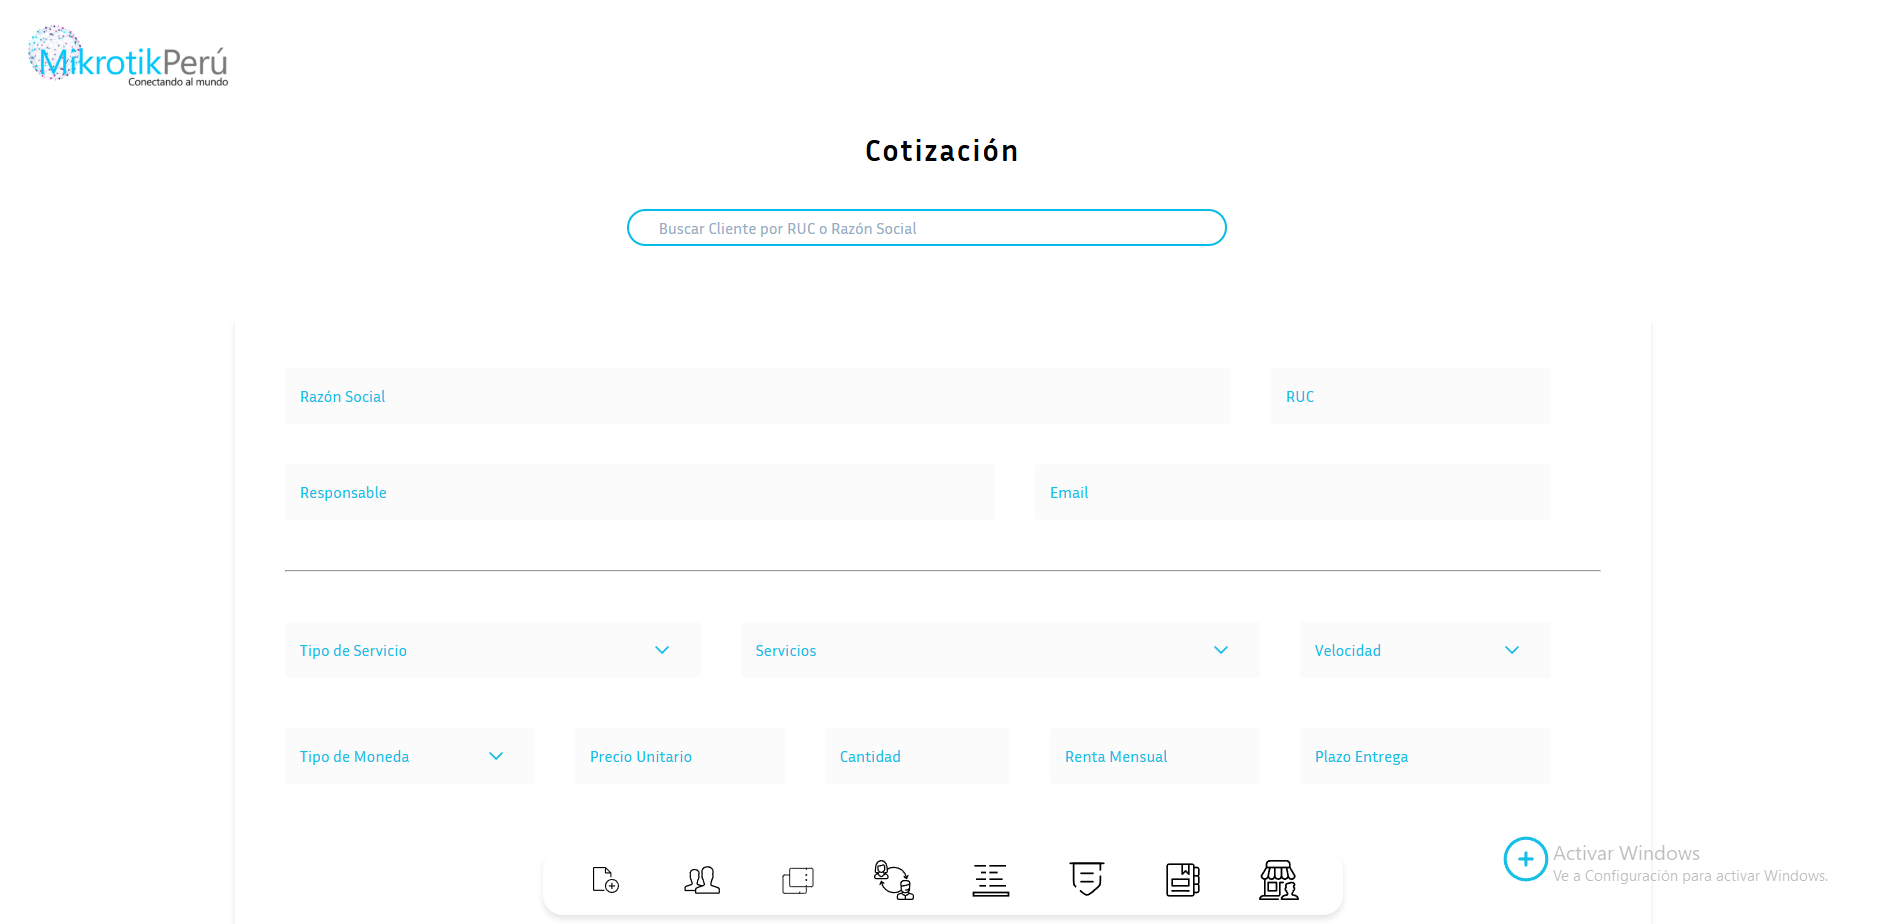 MikrotikPerú
Conectando al mundo
Cotización
Buscar Cliente por RUC o Razón Social
Razón Social
RUC
Responsable
Email
Tipo de Servicio
Servicios
Velocidad
Tipo de Moneda
Precio Unitario
Cantidad
Renta Mensual
Plazo Entrega
Activar Windows
Ve a Configuración para activar Windows.